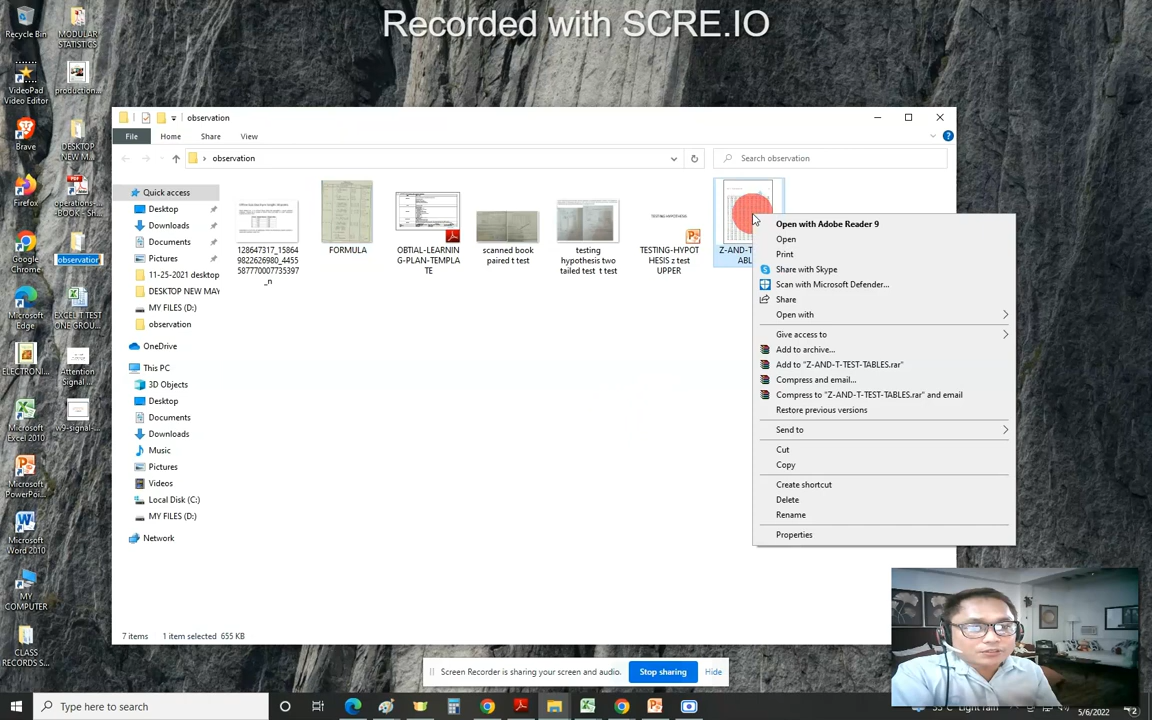 Recorded with SCRE.IO
Recycle Bin
MODULAR
STATISTICS
VideoPad
Video Editor
production...
Brave
DESKTOP
NEW M...
Firefox
operations-...
-BOOK - Sh...
Google
Chrome
observation
Microsoft
Edge
EXCEL T TEST
ONE GROU...
ELECTRONI...
Attention
Signal ...
Microsoft
Excel 2010
w9-signal-...
Microsoft
PowerPoi...
Microsoft
Word 2010
MY
COMPUTER
CLASS
RECORDS S...
observation
File
Home
Share
View
observation
Search observation
Quick access
Desktop
Downloads
Documents
Pictures
11-25-2021 desktop
DESKTOP NEW MAY
MY FILES (D:)
observation
OneDrive
This PC
3D Objects
Desktop
Documents
Downloads
Music
Pictures
Videos
Local Disk (C:)
MY FILES (D:)
Network
128647317_15864
9822626980_4455
587770007735397
_n
FORMULA
OBTIAL-LEARNIN
G-PLAN-TEMPLA
TE
scanned book
paired t test
testing
hypothesis two
tailed test t test
TESTING HYPOTHESIS
TESTING-HYPOT
HESIS z test
UPPER
Z-AND-T-
ABL
Open with Adobe Reader 9
Open
Print
Share with Skype
Scan with Microsoft Defender...
Share
Open with
Give access to
Add to archive...
Add to "Z-AND-T-TEST-TABLES.rar"
Compress and email...
Compress to "Z-AND-T-TEST-TABLES.rar" and email
Restore previous versions
Send to
Cut
Copy
Create shortcut
Delete
Rename
Properties
7 items
1 item selected 655 KB
Screen Recorder is sharing your screen and audio.
Stop sharing
Hide
Type here to search
Light rain
5/6/2022